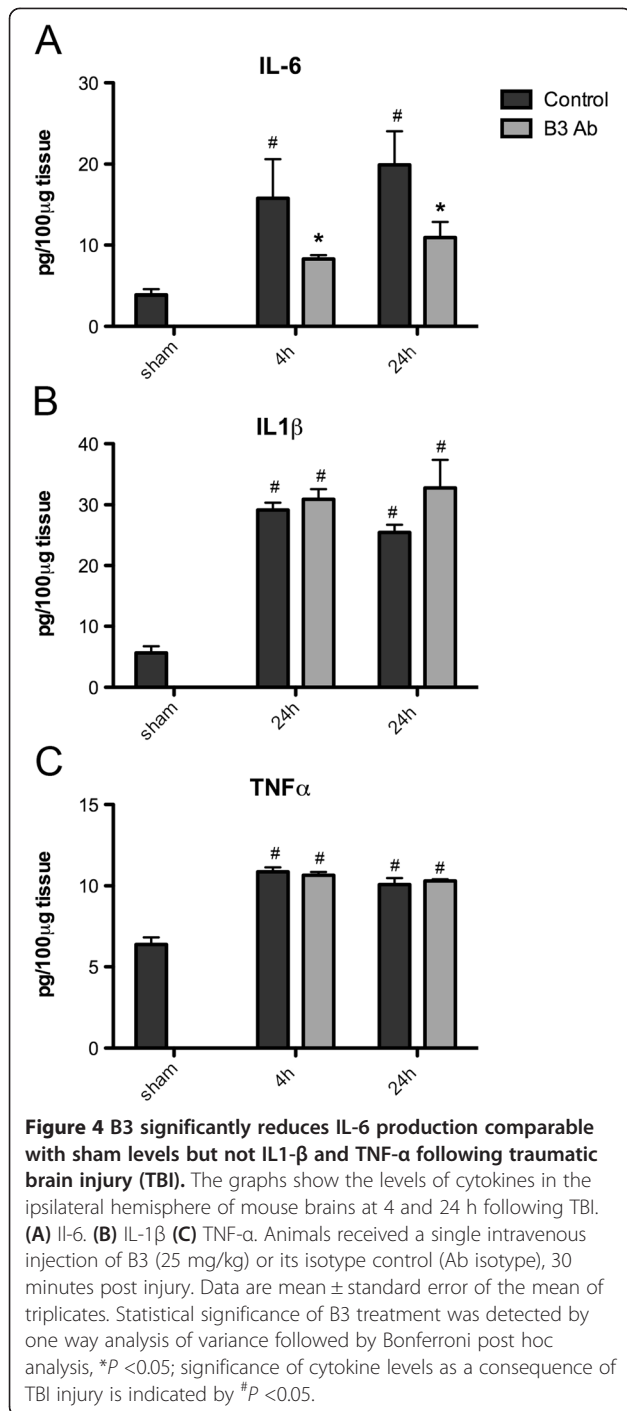 A
IL-6
Control
B3 Ab
pg/100µg tissue
30
20
10
0
#
*
#
*
sham
4h
24h
B
IL1β
pg/100µg tissue
40
30
20
10
0
#
#
#
#
sham
24h
24h
C
TNFα
pg/100µg tissue
15
10
5
0
#
#
#
#
sham
4h
24h
Figure 4 B3 significantly reduces IL-6 production comparable
with sham levels but not IL1-β and TNF-α following traumatic
brain injury (TBI). The graphs show the levels of cytokines in the
ipsilateral hemisphere of mouse brains at 4 and 24 h following TBI.
(A) Il-6. (B) IL-1β (C) TNF-α. Animals received a single intravenous
injection of B3 (25 mg/kg) or its isotype control (Ab isotype), 30
minutes post injury. Data are mean ± standard error of the mean of
triplicates. Statistical significance of B3 treatment was detected by
one way analysis of variance followed by Bonferroni post hoc
analysis, *P <0.05; significance of cytokine levels as a consequence of
TBI injury is indicated by #P <0.05.